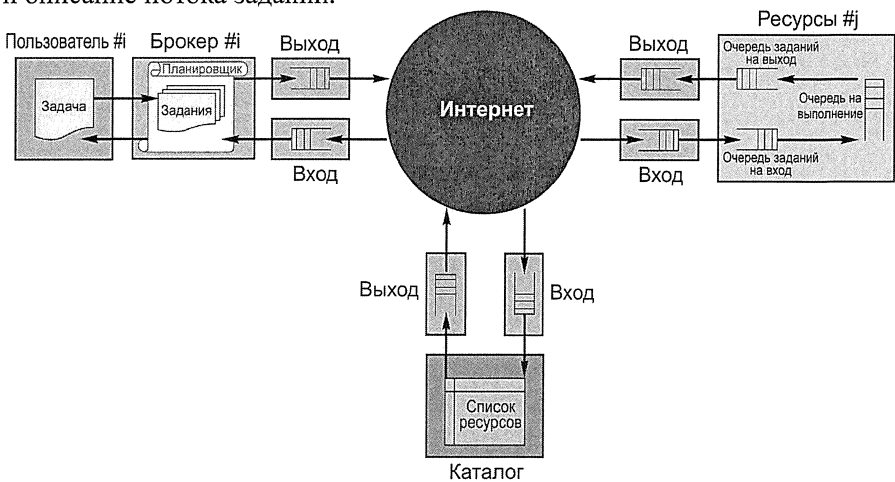 и описание потока заданий.
Пользователь #i
Брокер #i
Выход
Выход
Ресурсы #j
Планировщик
Задача
Задания
Интернет
Очередь заданий
на выход
Очередь на
выполнение
Очередь заданий
на вход
Вход
Вход
Выход
Вход
Список
ресурсов
Каталог